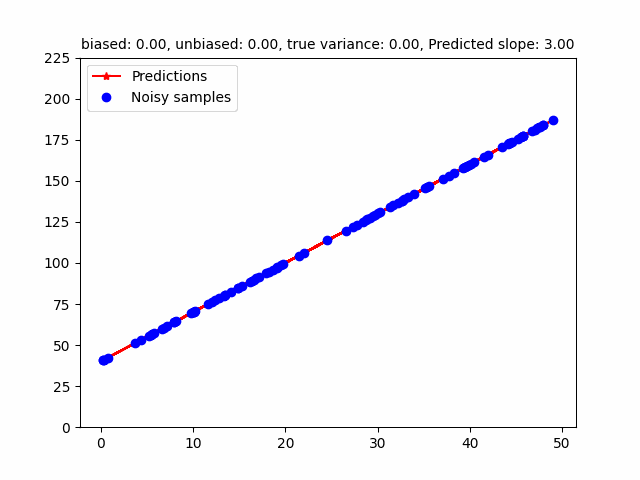 biased: 0.00, unbiased: 0.00, true variance: 0.00, Predicted slope: 3.00
225
200
175
150
125
100
75
50
25
0
Predictions
Noisy samples
0 10 20 30 40 50